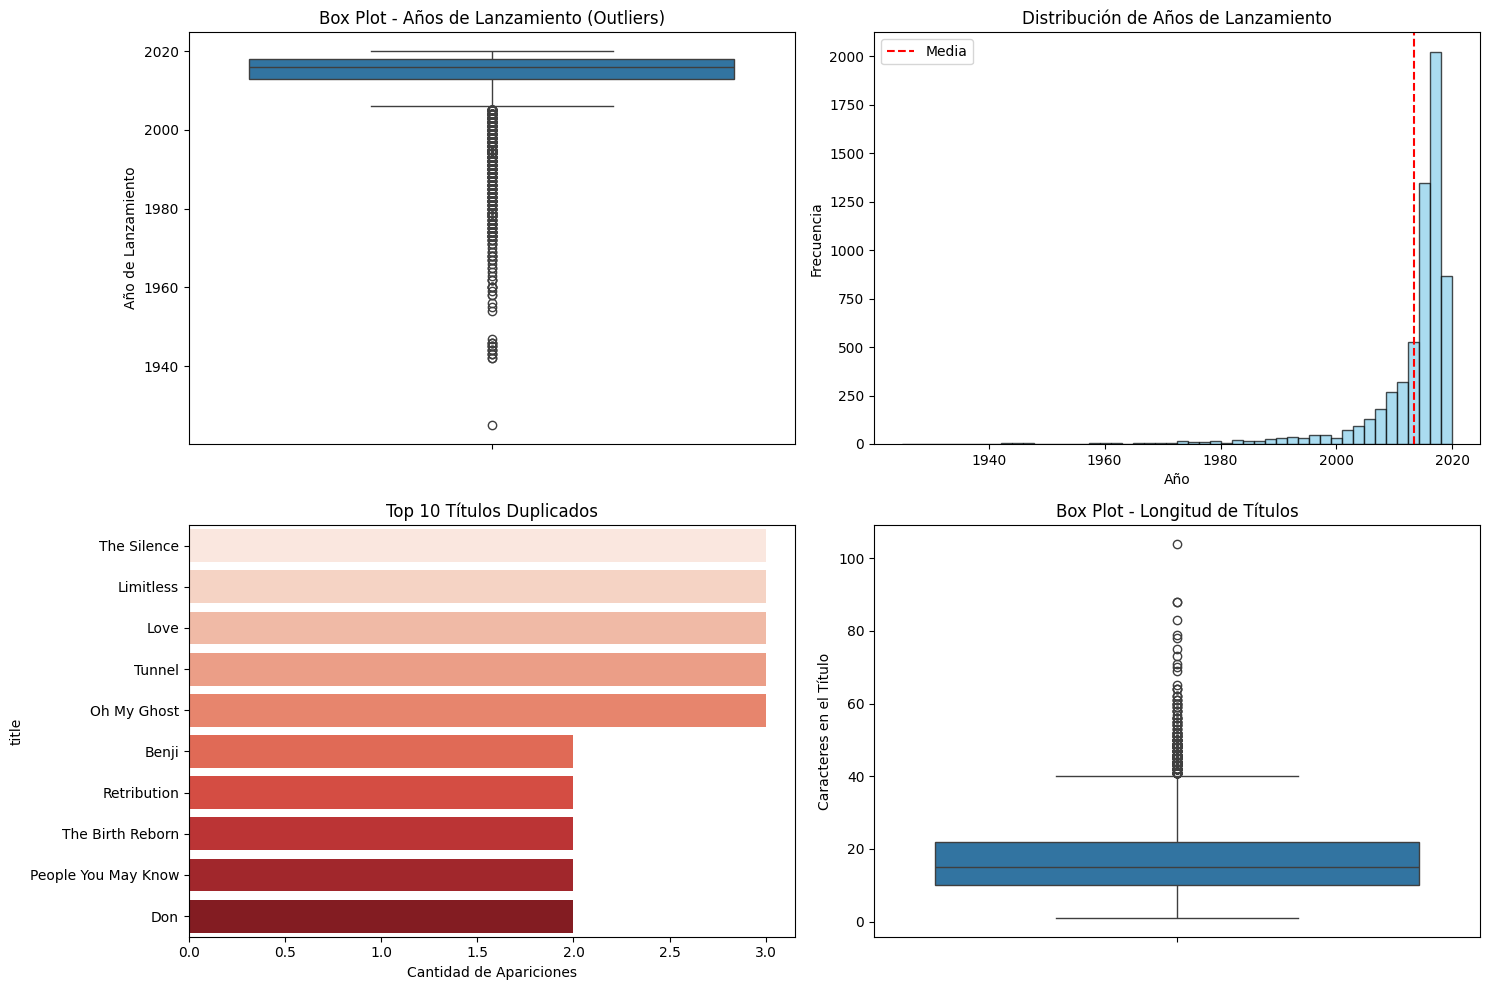 Box Plot - Años de Lanzamiento (Outliers)
Año de Lanzamiento
2020
2000
1980
1960
1940
Distribución de Años de Lanzamiento
Media
Frecuencia
2000
1750
1500
1250
1000
750
500
250
0
1940 1960 1980 2000 2020
Año
Top 10 Títulos Duplicados
title
The Silence
Limitless
Love
Tunnel
Oh My Ghost
Benji
Retribution
The Birth Reborn
People You May Know
Don
0.0 0.5 1.0 1.5 2.0 2.5 3.0
Cantidad de Apariciones
Box Plot - Longitud de Títulos
Caracteres en el Título
100
80
60
40
20
0